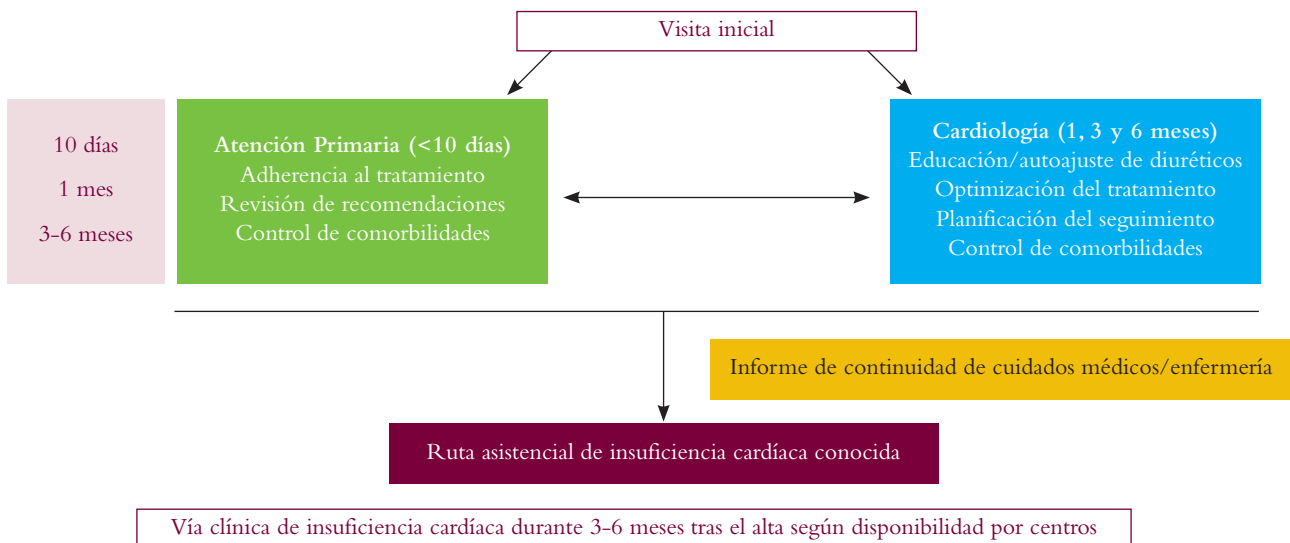 Visita inicial
10 días
1 mes
3-6 meses
Atención Primaria (<10 días)
Adherencia al tratamiento
Revisión de recomendaciones
Control de comorbilidades
Cardiología (1, 3 y 6 meses)
Educación/autoajuste de diuréticos
Optimización del tratamiento
Planificación del seguimiento
Control de comorbilidades
Informe de continuidad de cuidados médicos/enfermería
Ruta asistencial de insuficiencia cardíaca conocida
Vía clínica de insuficiencia cardíaca durante 3-6 meses tras el alta según disponibilidad por centros